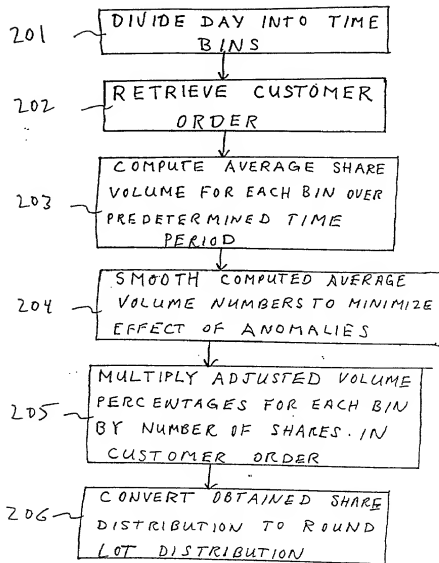 201
DIVIDE DAY INTO TIME
BINS
202
RETRIEVE CUSTOMER
ORDER
203
COMPUTE AVERAGE SHARE
VOLUME FOR EACH BIN OVER
PREDETERMINED TIME
PERIOD
204
SMOOTH COMPUTED AVERAGE
VOLUME NUMBERS TO MINIMIZE
EFFECT OF ANOMALIES
205
MULTIPLY ADJUSTED VOLUME
PERCENTAGES FOR EACH BIN
BY NUMBER OF SHARES. IN
CUSTOMER ORDER
206
CONVERT OBTAINED SHARE
DISTRIBUTION TO ROUND
LOT DISTRIBUTION